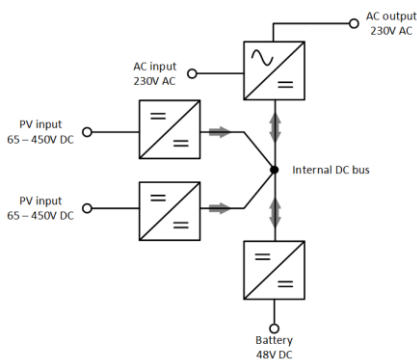 AC output
230V AC
AC input
230V AC
PV input
65 – 450V DC
Internal DC bus
PV input
65 – 450V DC
Battery
48V DC